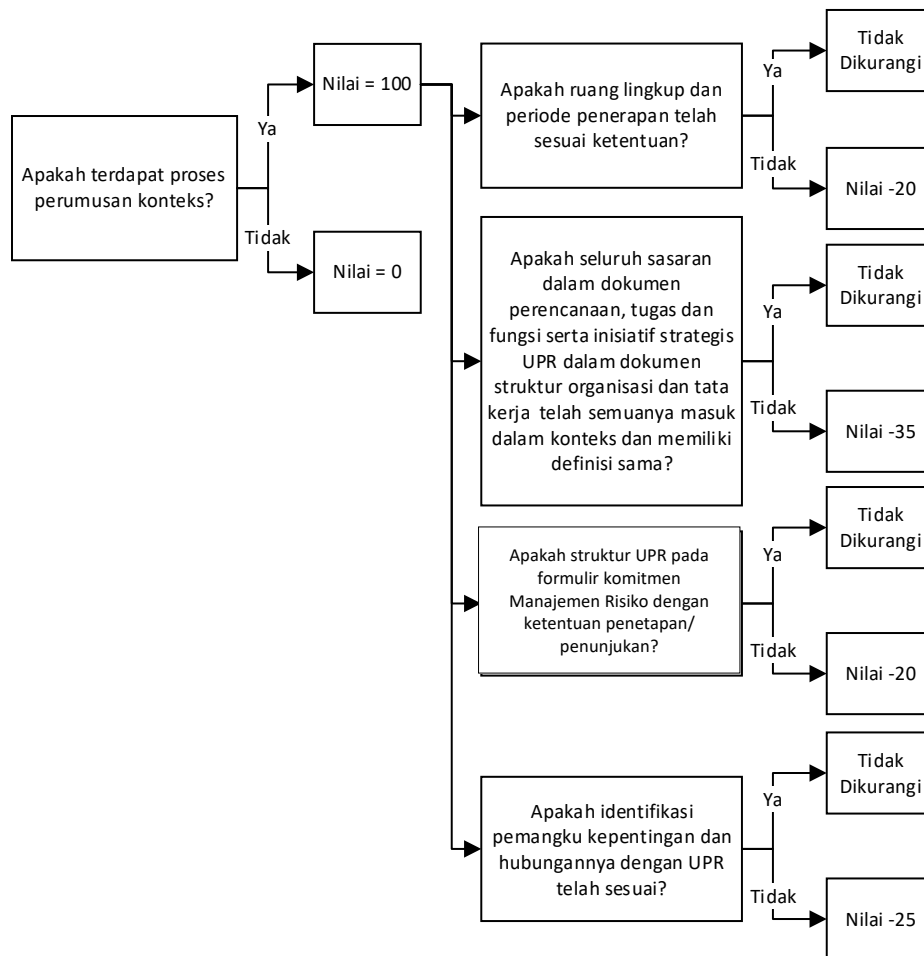 Apakah terdapat proses
perumusan konteks?
Ya
Tidak
Nilai = 100
Nilai = 0
Apakah ruang lingkup dan
periode penerapan telah
sesuai ketentuan?
Ya
Tidak
Tidak
Dikurangi
Nilai -20
Apakah seluruh sasaran
dalam dokumen
perencanaan, tugas dan
fungsi serta inisiatif strategis
UPR dalam dokumen
struktur organisasi dan tata
kerja telah semuanya masuk
dalam konteks dan memiliki
definisi sama?
Ya
Tidak
Tidak
Dikurangi
Nilai -35
Apakah struktur UPR pada
formulir komitmen
Manajemen Risiko dengan
ketentuan penetapan/
penunjukan?
Ya
Tidak
Tidak
Dikurangi
Nilai -20
Apakah identifikasi
pemangku kepentingan dan
hubungannya dengan UPR
telah sesuai?
Ya
Tidak
Tidak
Dikurangi
Nilai -25